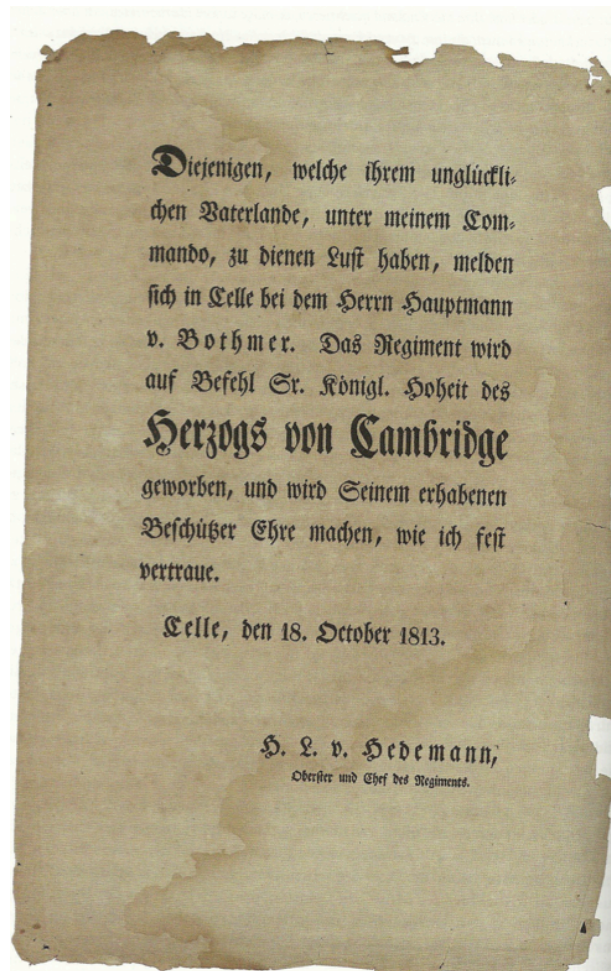 Diejenigen, welche ihrem unglückli-
chen Vaterlande, unter meinem Com-
mando, zu dienen Lust haben, melden
sich in Celle bei dem Herrn Hauptmann
v. Bothmer. Das Regiment wird
auf Befehl Sr. Königl. Hoheit des
Herzogs von Cambridge
geworben, und wird Seinem erhabenen
Beschützer Ehre machen, wie ich fest
vertraue.
Celle, den 18. October 1813.
H. L. v. Hedemann,
Oberster und Chef des Regiments.